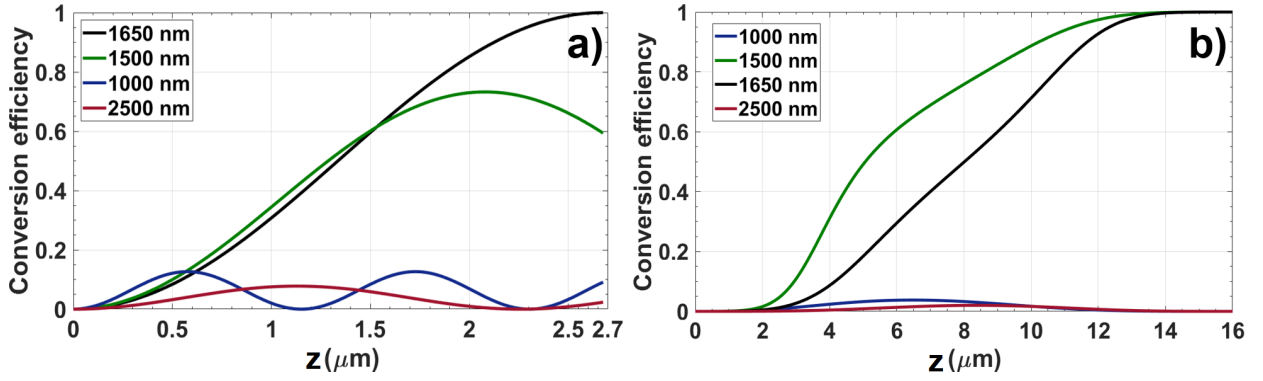 a)
1650 nm
1500 nm
1000 nm
2500 nm
Conversion efficiency
1
0.8
0.6
0.4
0.2
0
0 0.5 1 1.5 2 2.5 2.7
z (μm)
b)
1000 nm
1500 nm
1650 nm
2500 nm
Conversion efficiency
1
0.8
0.6
0.4
0.2
0
0 2 4 6 8 10 12 14 16
z (μm)